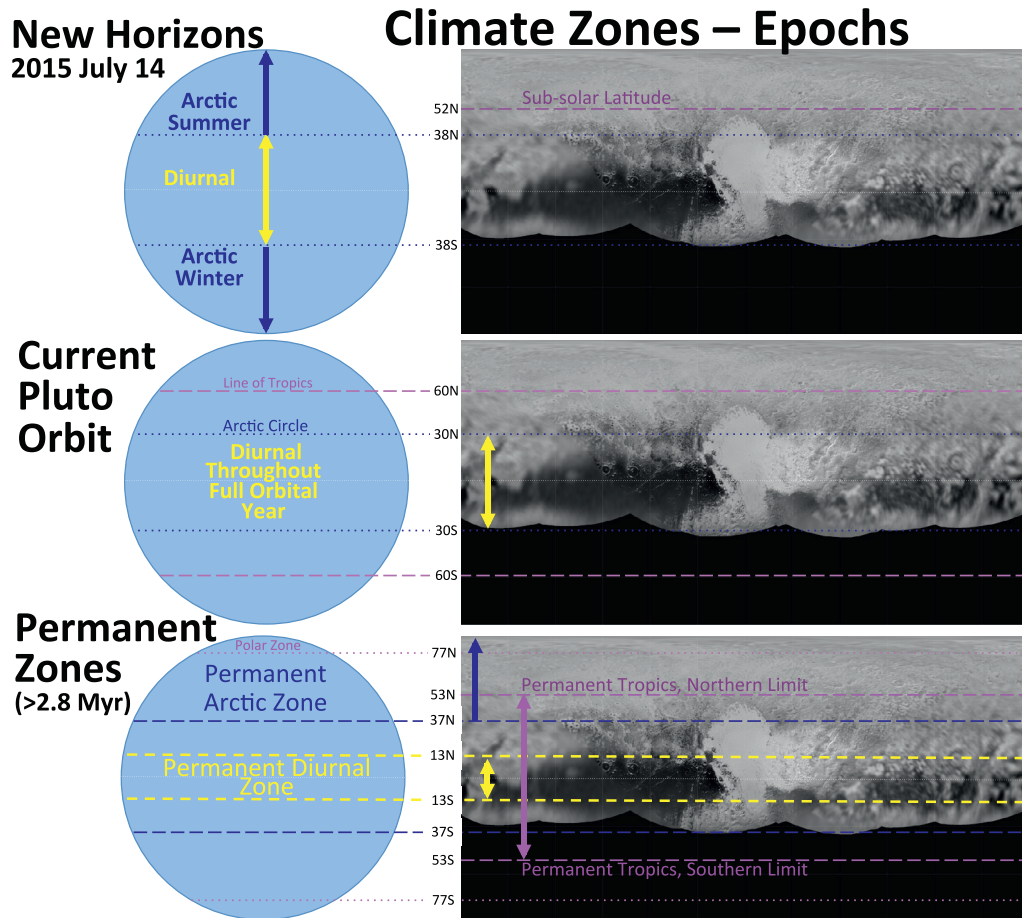 Climate Zones – Epochs
New Horizons
2015 July 14
Arctic
Summer
Diurnal
Arctic
Winter
52N
38N
38S
Sub-solar Latitude
Current
Pluto
Orbit
Line of Tropics
Arctic Circle
Diurnal
Throughout
Full Orbital
Year
60N
30N
30S
60S
Permanent
Zones
(>2.8 Myr)
Polar Zone
Permanent
Arctic Zone
Permanent Diurnal
Zone
77N
53N
37N
13N
13S
37S
53S
77S
Permanent Tropics, Northern Limit
Permanent Tropics, Southern Limit